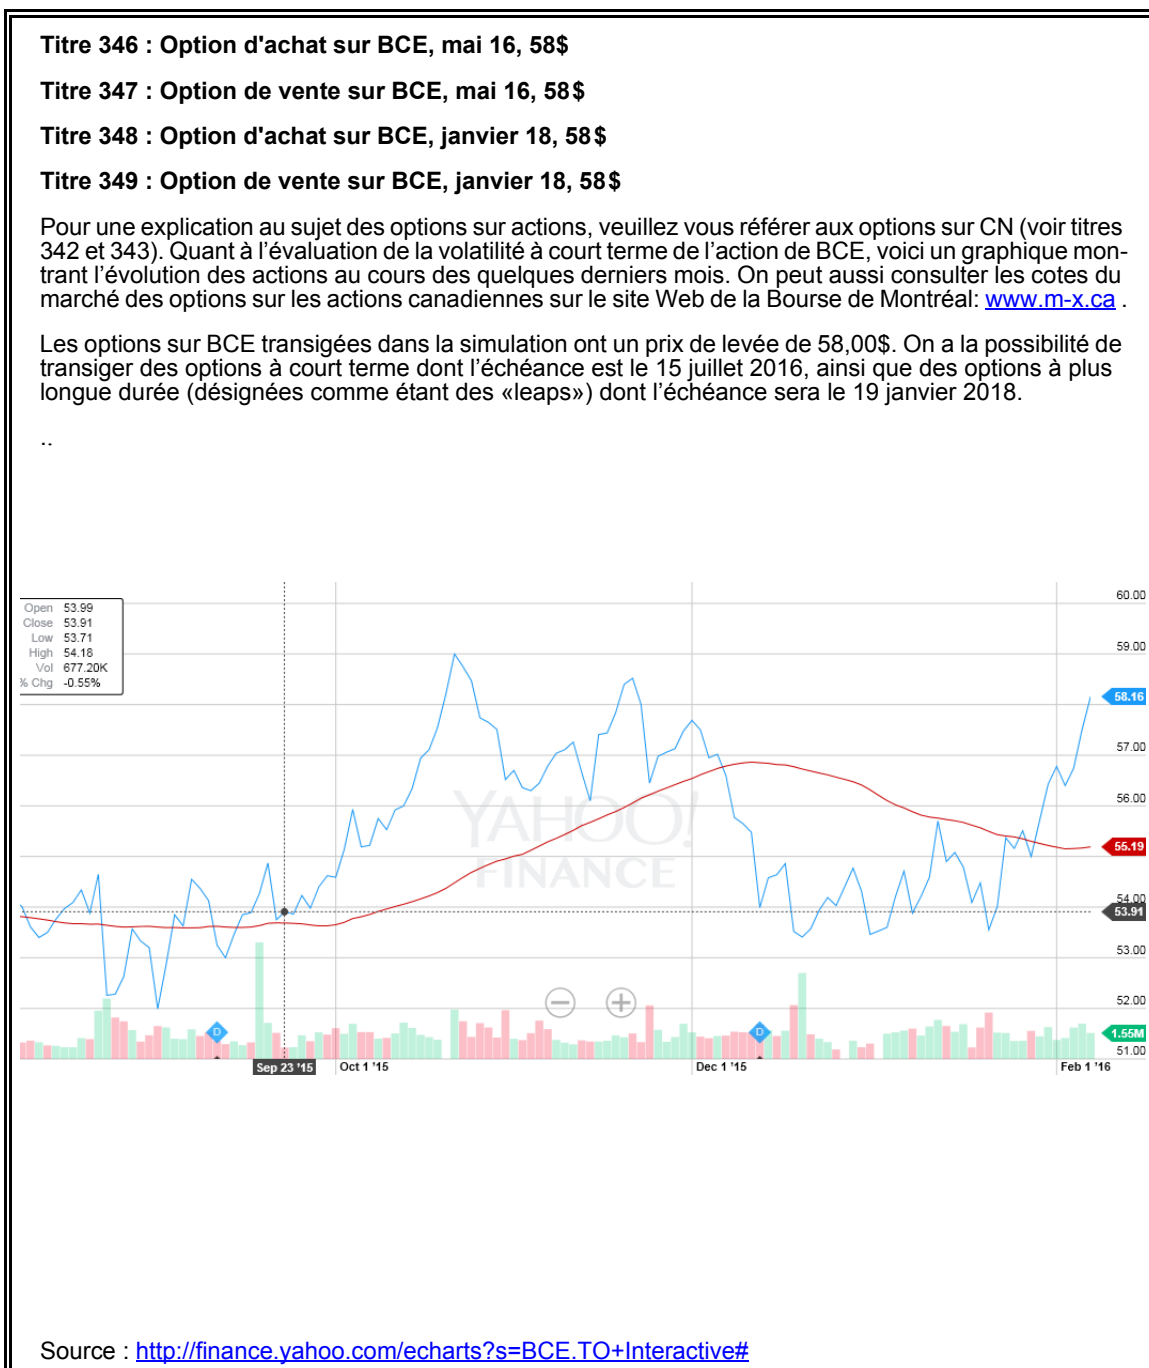 Titre 346 : Option d'achat sur BCE, mai 16, 58$
Titre 347 : Option de vente sur BCE, mai 16, 58$
Titre 348 : Option d'achat sur BCE, janvier 18, 58$
Titre 349 : Option de vente sur BCE, janvier 18, 58$
Pour une explication au sujet des options sur actions, veuillez vous référer aux options sur CN (voir titres
342 et 343). Quant à l'évaluation de la volatilité à court terme de l'action de BCE, voici un graphique mon-
trant l'évolution des actions au cours des quelques derniers mois. On peut aussi consulter les cotes du
marché des options sur les actions canadiennes sur le site Web de la Bourse de Montréal: www.m-x.ca .
Les options sur BCE transigées dans la simulation ont un prix de levée de 58,00$. On a la possibilité de
transiger des options à court terme dont l'échéance est le 15 juillet 2016, ainsi que des options à plus
longue durée (désignées comme étant des «leaps») dont l'échéance sera le 19 janvier 2018.
..
Open 53.99
Close 53.91
Low 53.71
High 54.18
Vol 677.20K
% Chg -0.55%
60.00
59.00
58.16
57.00
56.00
55.19
54.00
53.91
53.00
52.00
1.55M
51.00
YAHOO!
FINANCE
D
D
Sep 23 '15
Oct 1 '15
Dec 1 '15
Feb 1 '16
Source : http://finance.yahoo.com/echarts?s=BCE.TO+Interactive#